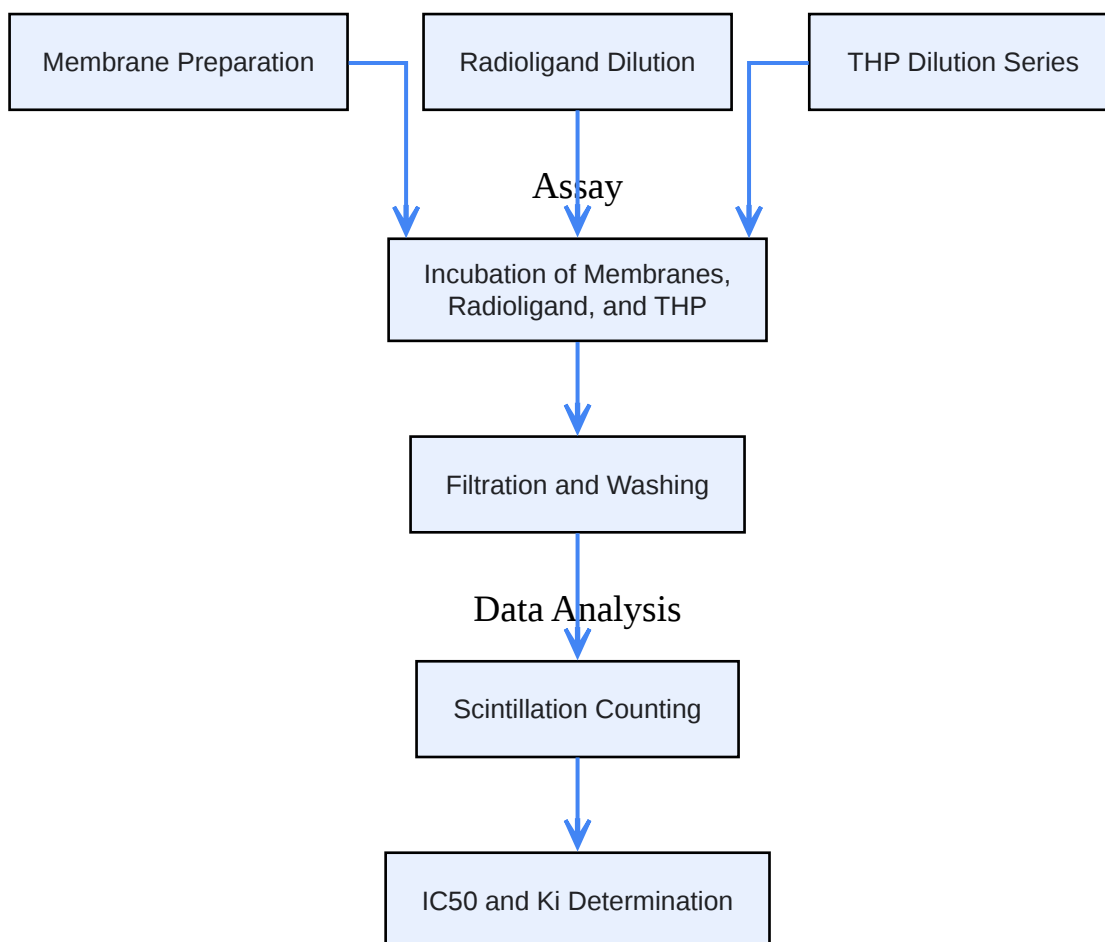 Membrane Preparation
Radioligand Dilution
THP Dilution Series
Assay
Incubation of Membranes,
Radioligand, and THP
Filtration and Washing
Data Analysis
Scintillation Counting
IC50 and Ki Determination